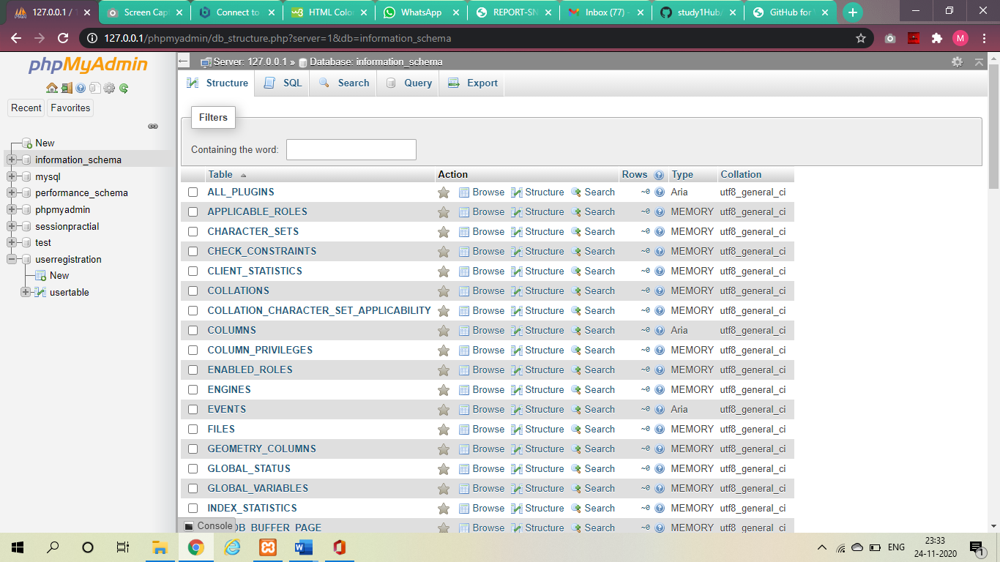 127.0.0.1 / 1
Screen Cap
Connect to
HTML Colo
WhatsApp
REPORT-SN
Inbox (77) -
study1Hub/
GitHub for
127.0.0.1/phpmyadmin/db_structure.php?server=1&db=information_schema
M
phpMyAdmin
Recent Favorites
New
information_schema
mysql
performance_schema
phpmyadmin
sessionpractial
test
userregistration
New
usertable
Server: 127.0.0.1 » Database: information_schema
Structure SQL Search Query Export
Filters
Containing the word:
Table Action Rows Type Collation
ALL_PLUGINS Browse Structure Search ~0 Aria utf8_general_ci
APPLICABLE_ROLES Browse Structure Search ~0 MEMORY utf8_general_ci
CHARACTER_SETS Browse Structure Search ~0 MEMORY utf8_general_ci
CHECK_CONSTRAINTS Browse Structure Search ~0 MEMORY utf8_general_ci
CLIENT_STATISTICS Browse Structure Search ~0 MEMORY utf8_general_ci
COLLATIONS Browse Structure Search ~0 MEMORY utf8_general_ci
COLLATION_CHARACTER_SET_APPLICABILITY Browse Structure Search ~0 MEMORY utf8_general_ci
COLUMNS Browse Structure Search ~0 Aria utf8_general_ci
COLUMN_PRIVILEGES Browse Structure Search ~0 MEMORY utf8_general_ci
ENABLED_ROLES Browse Structure Search ~0 MEMORY utf8_general_ci
ENGINES Browse Structure Search ~0 MEMORY utf8_general_ci
EVENTS Browse Structure Search ~0 Aria utf8_general_ci
FILES Browse Structure Search ~0 MEMORY utf8_general_ci
GEOMETRY_COLUMNS Browse Structure Search ~0 MEMORY utf8_general_ci
GLOBAL_STATUS Browse Structure Search ~0 MEMORY utf8_general_ci
GLOBAL_VARIABLES Browse Structure Search ~0 MEMORY utf8_general_ci
INDEX_STATISTICS Browse Structure Search ~0 MEMORY utf8_general_ci
DB_BUFFER_PAGE Browse Structure Search ~0 MEMORY utf8_general_ci
Console
ENG
23:33
24-11-2020
1